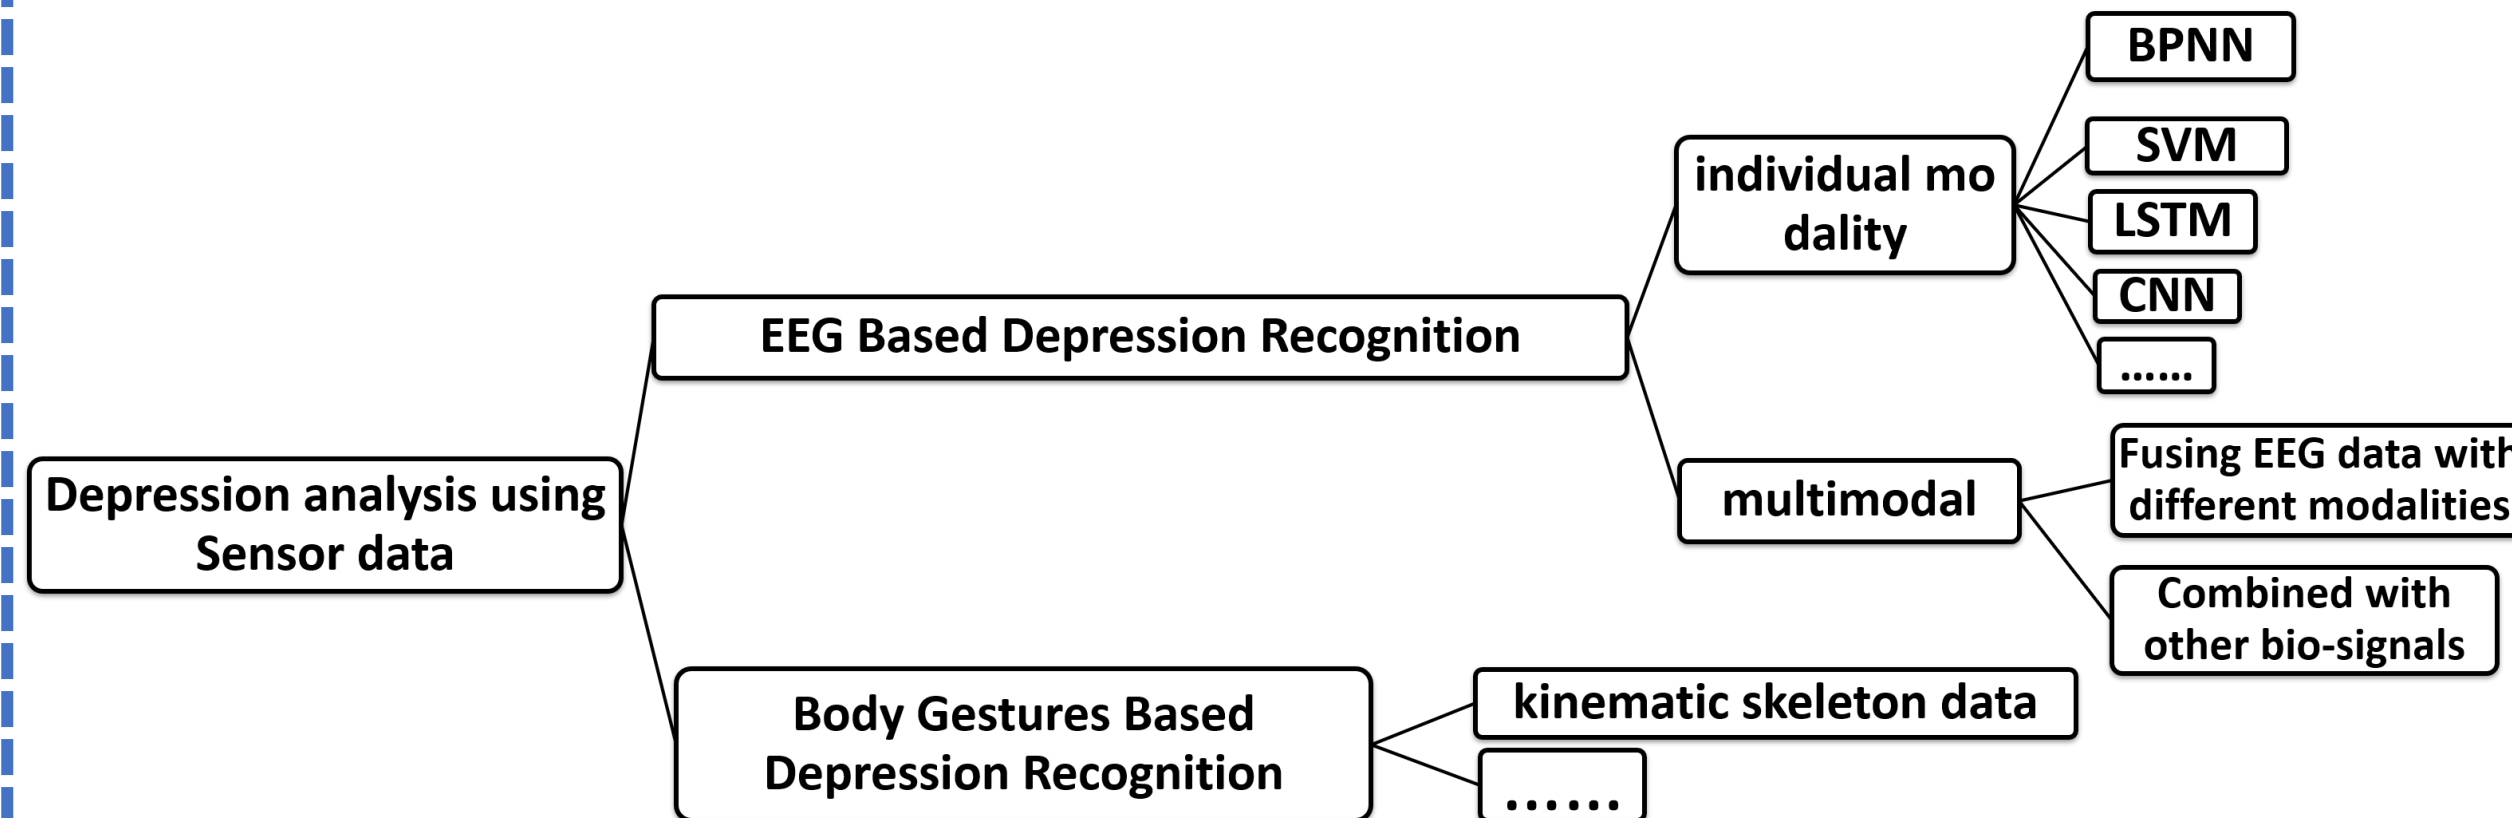 BPNN
SVM
individual mo
dality
LSTM
CNN
......
EEG Based Depression Recognition
Fusing EEG data with
different modalities
multimodal
Depression analysis using
Sensor data
Combined with
other bio-signals
kinematic skeleton data
Body Gestures Based
Depression Recognition
......